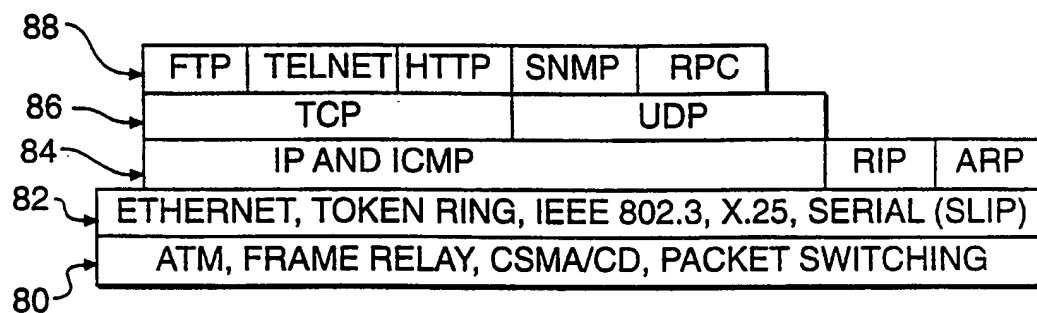 88 FTP TELNET HTTP SNMP RPC
86 TCP UDP
84 IP AND ICMP RIP ARP
82 ETHERNET, TOKEN RING, IEEE 802.3, X.25, SERIAL (SLIP)
80 ATM, FRAME RELAY, CSMA/CD, PACKET SWITCHING